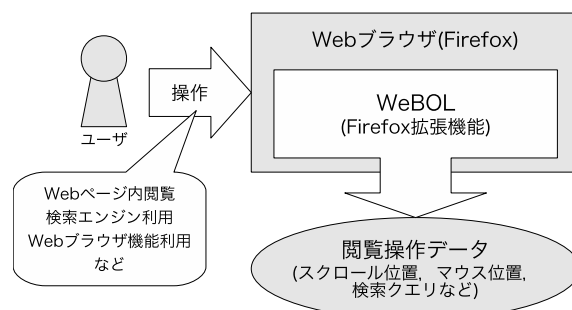 Webブラウザ(Firefox)
操作
WeBOL
(Firefox拡張機能)
ユーザ
Webページ内閲覧
検索エンジン利用
Webブラウザ機能利用
など
閲覧操作データ
(スクロール位置，マウス位置，
検索クエリなど)